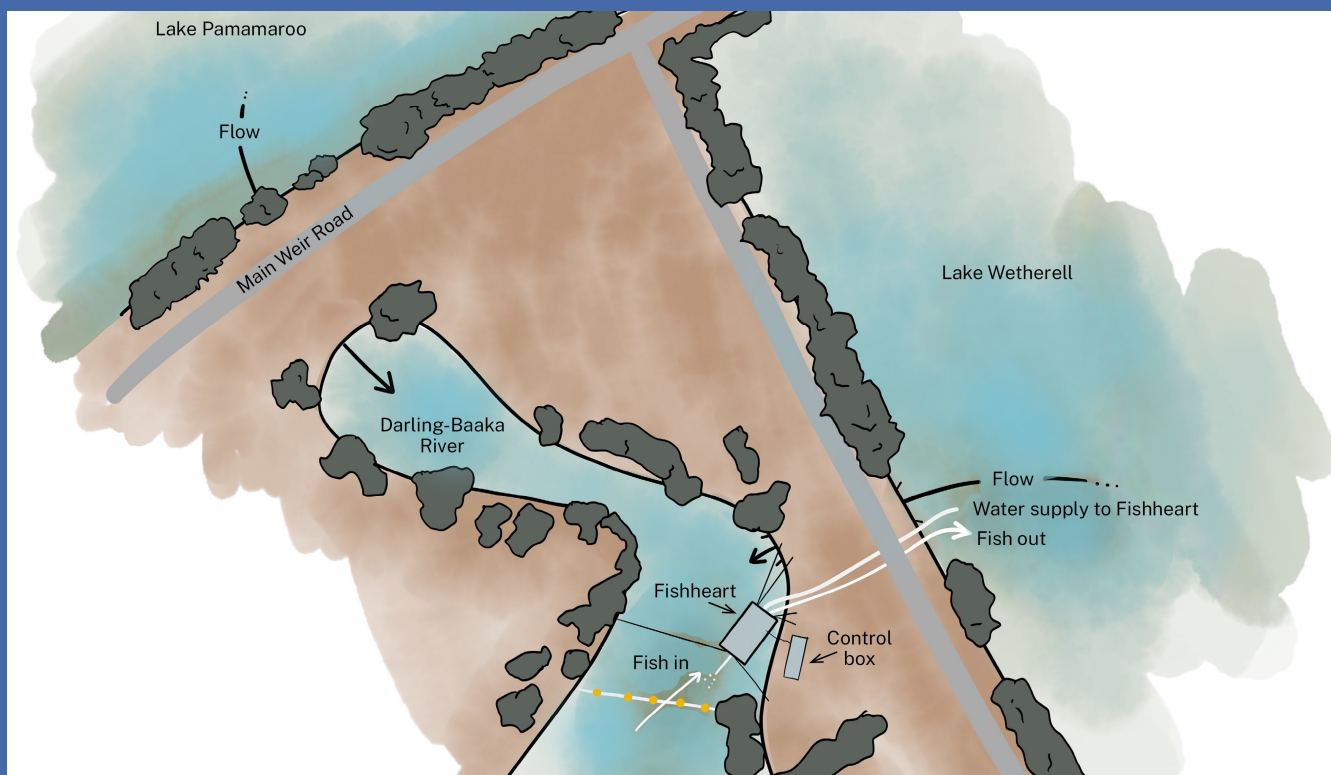 Lake Pamamaroo
Flow
Main Weir Road
Lake Wetherell
Darling-Baaka
River
Flow
Water supply to Fishheart
Fish out
Fishheart
Control
box
Fish in